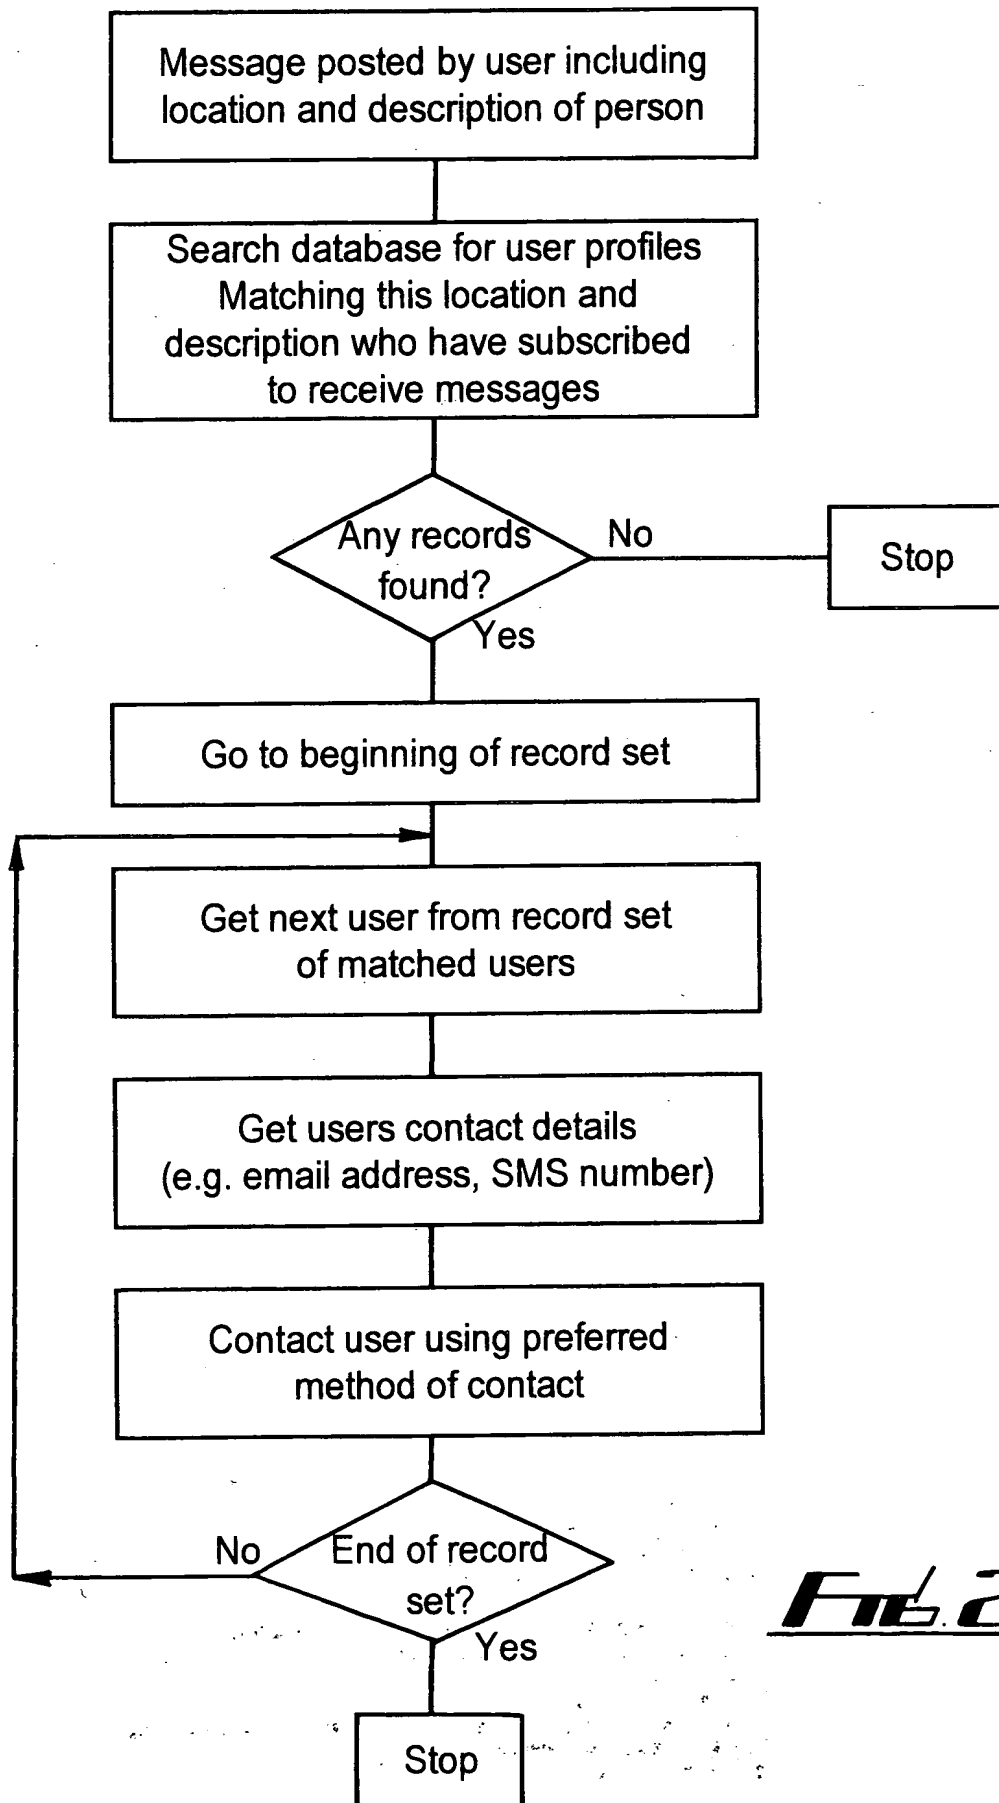 Message posted by user including
location and description of person
Search database for user profiles
Matching this location and
description who have subscribed
to receive messages
Any records
found?
No
Stop
Yes
Go to beginning of record set
Get next user from record set
of matched users
Get users contact details
(e.g. email address, SMS number)
Contact user using preferred
method of contact
No
End of record
set?
Yes
Stop
FIG. 2